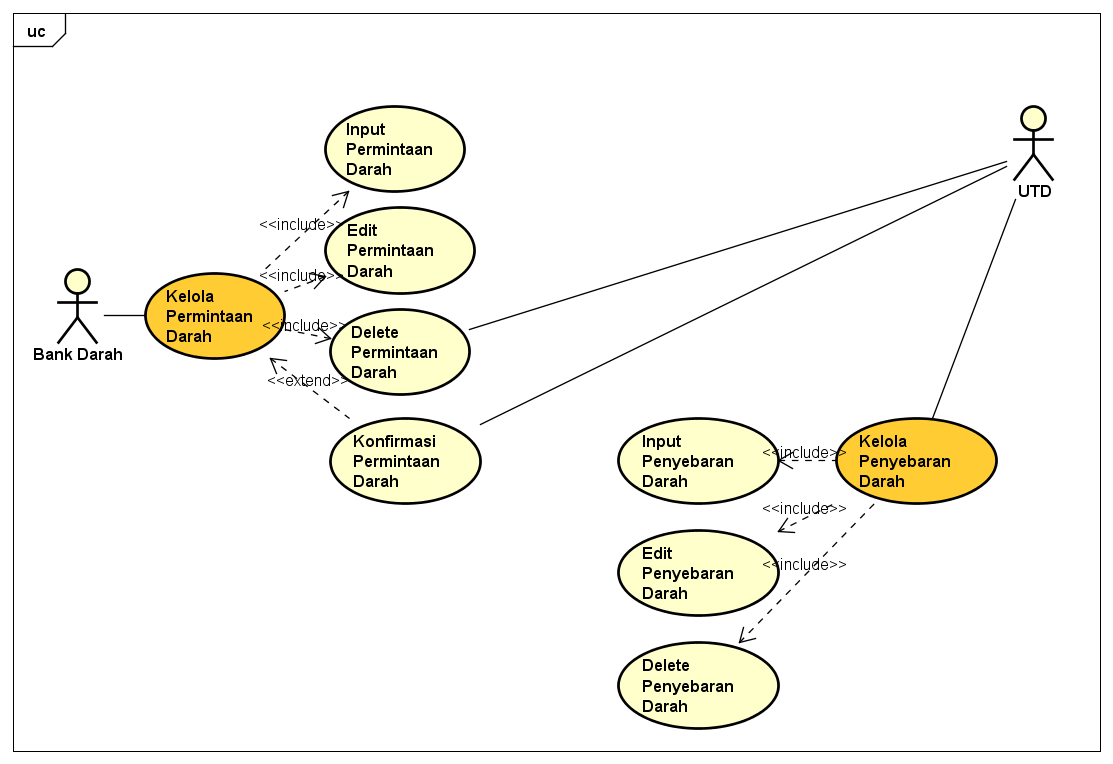 uc
Input
Permintaan
Darah
UTD
<<include>>
Edit
Permintaan
Darah
<<include>>
Bank Darah
Kelola
Permintaan
Darah
<<include>>
Delete
Permintaan
Darah
<<extend>>
Konfirmasi
Permintaan
Darah
Input
Penyebaran
Darah
<<include>>
Kelola
Penyebaran
Darah
<<include>>
Edit
Penyebaran
Darah
<<include>>
Delete
Penyebaran
Darah